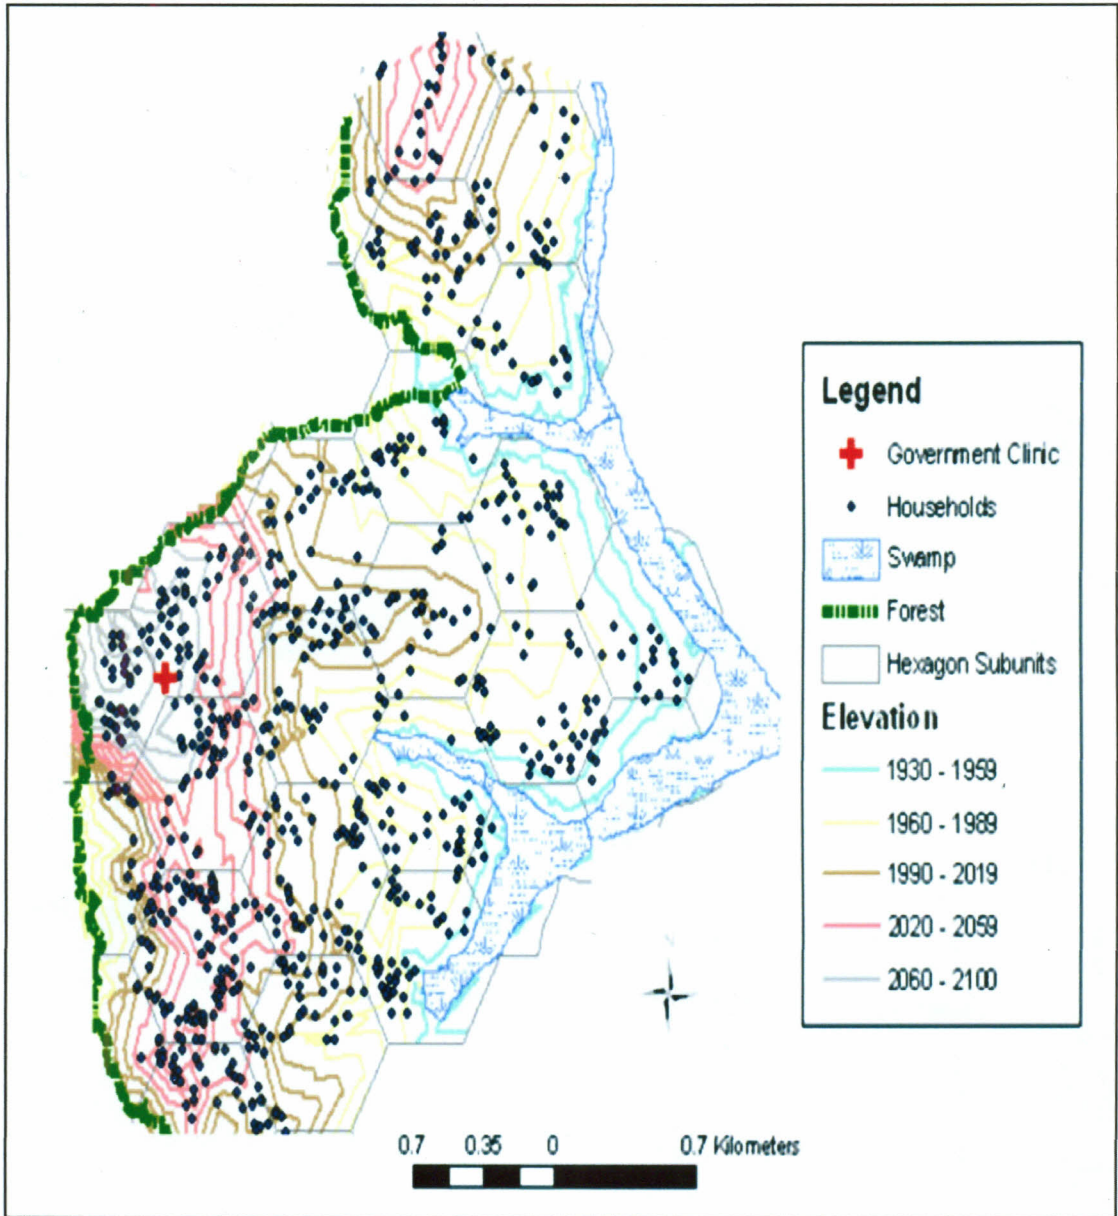 Legend
Government Clinic
Households
Swamp
Forest
Hexagon Subunits
Elevation
1930 - 1959
1960 - 1989
1990 - 2019
2020 - 2059
2060 - 2100
0.7 0.35 0 0.7 Kilometers